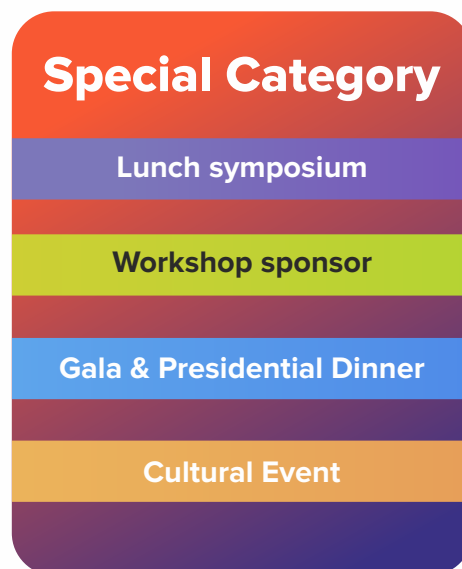 Special Category
Lunch symposium
Workshop sponsor
Gala & Presidential Dinner
Cultural Event